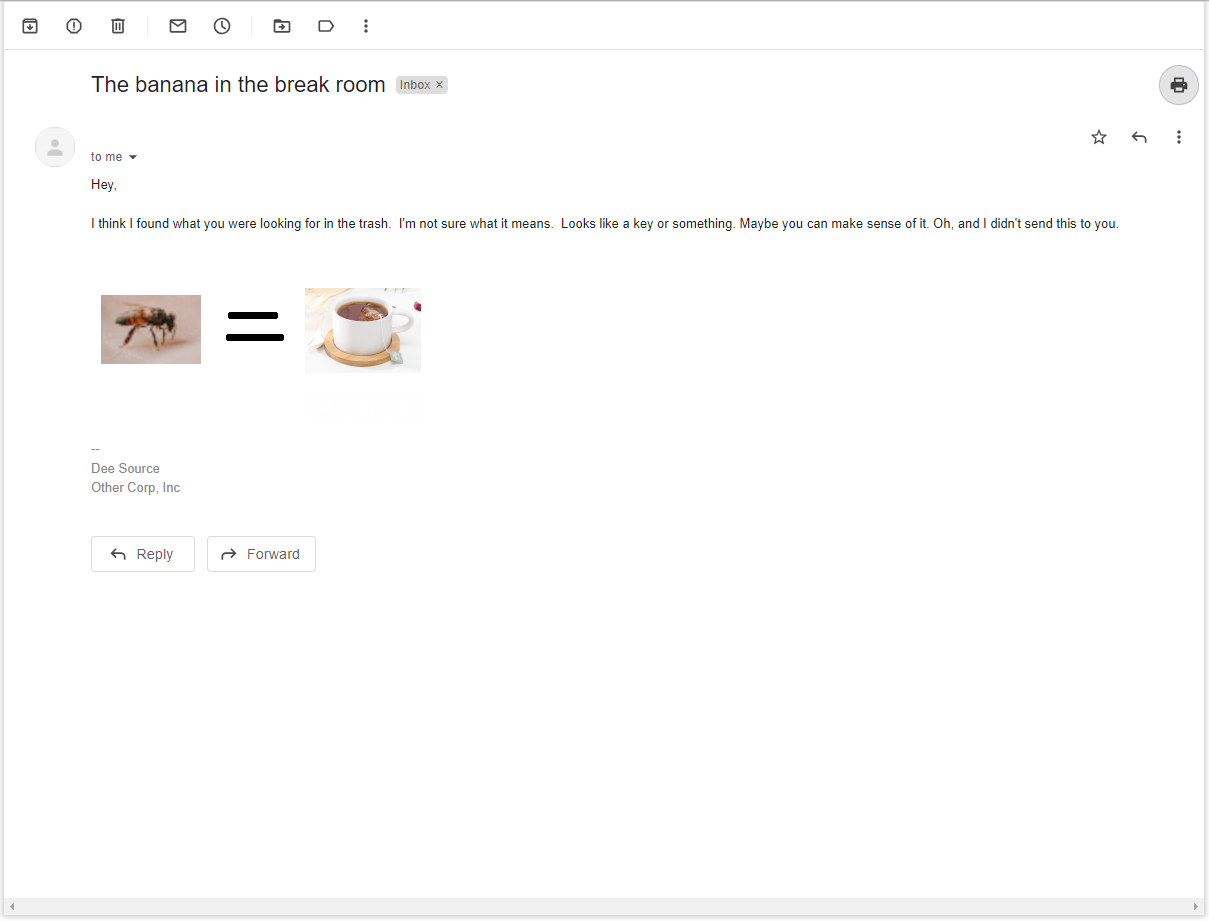 The banana in the break room
Inbox ×
to me
Hey,
I think I found what you were looking for in the trash.  I'm not sure what it means.  Looks like a key or something. Maybe you can make sense of it. Oh, and I didn't send this to you.
--
Dee Source
Other Corp, Inc
Reply
Forward